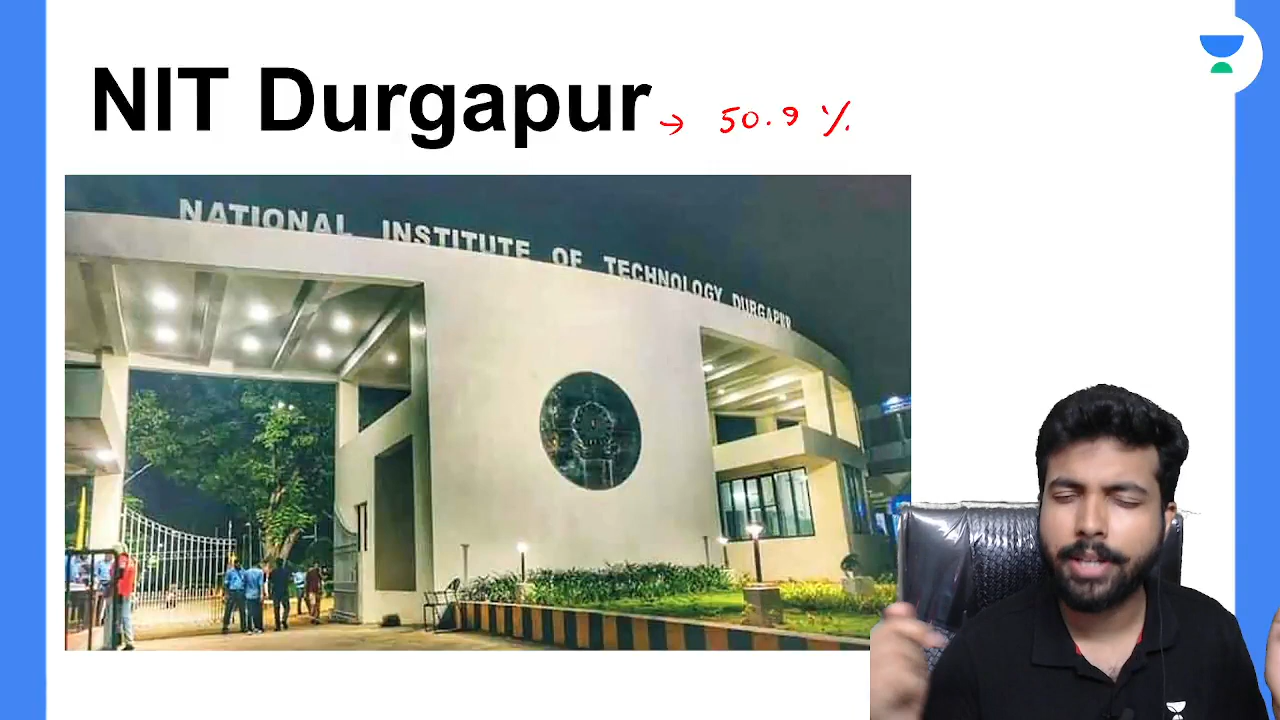 NIT Durgapur → 50.9 %
NATIONAL INSTITUTE OF TECHNOLOGY DURGAPUR